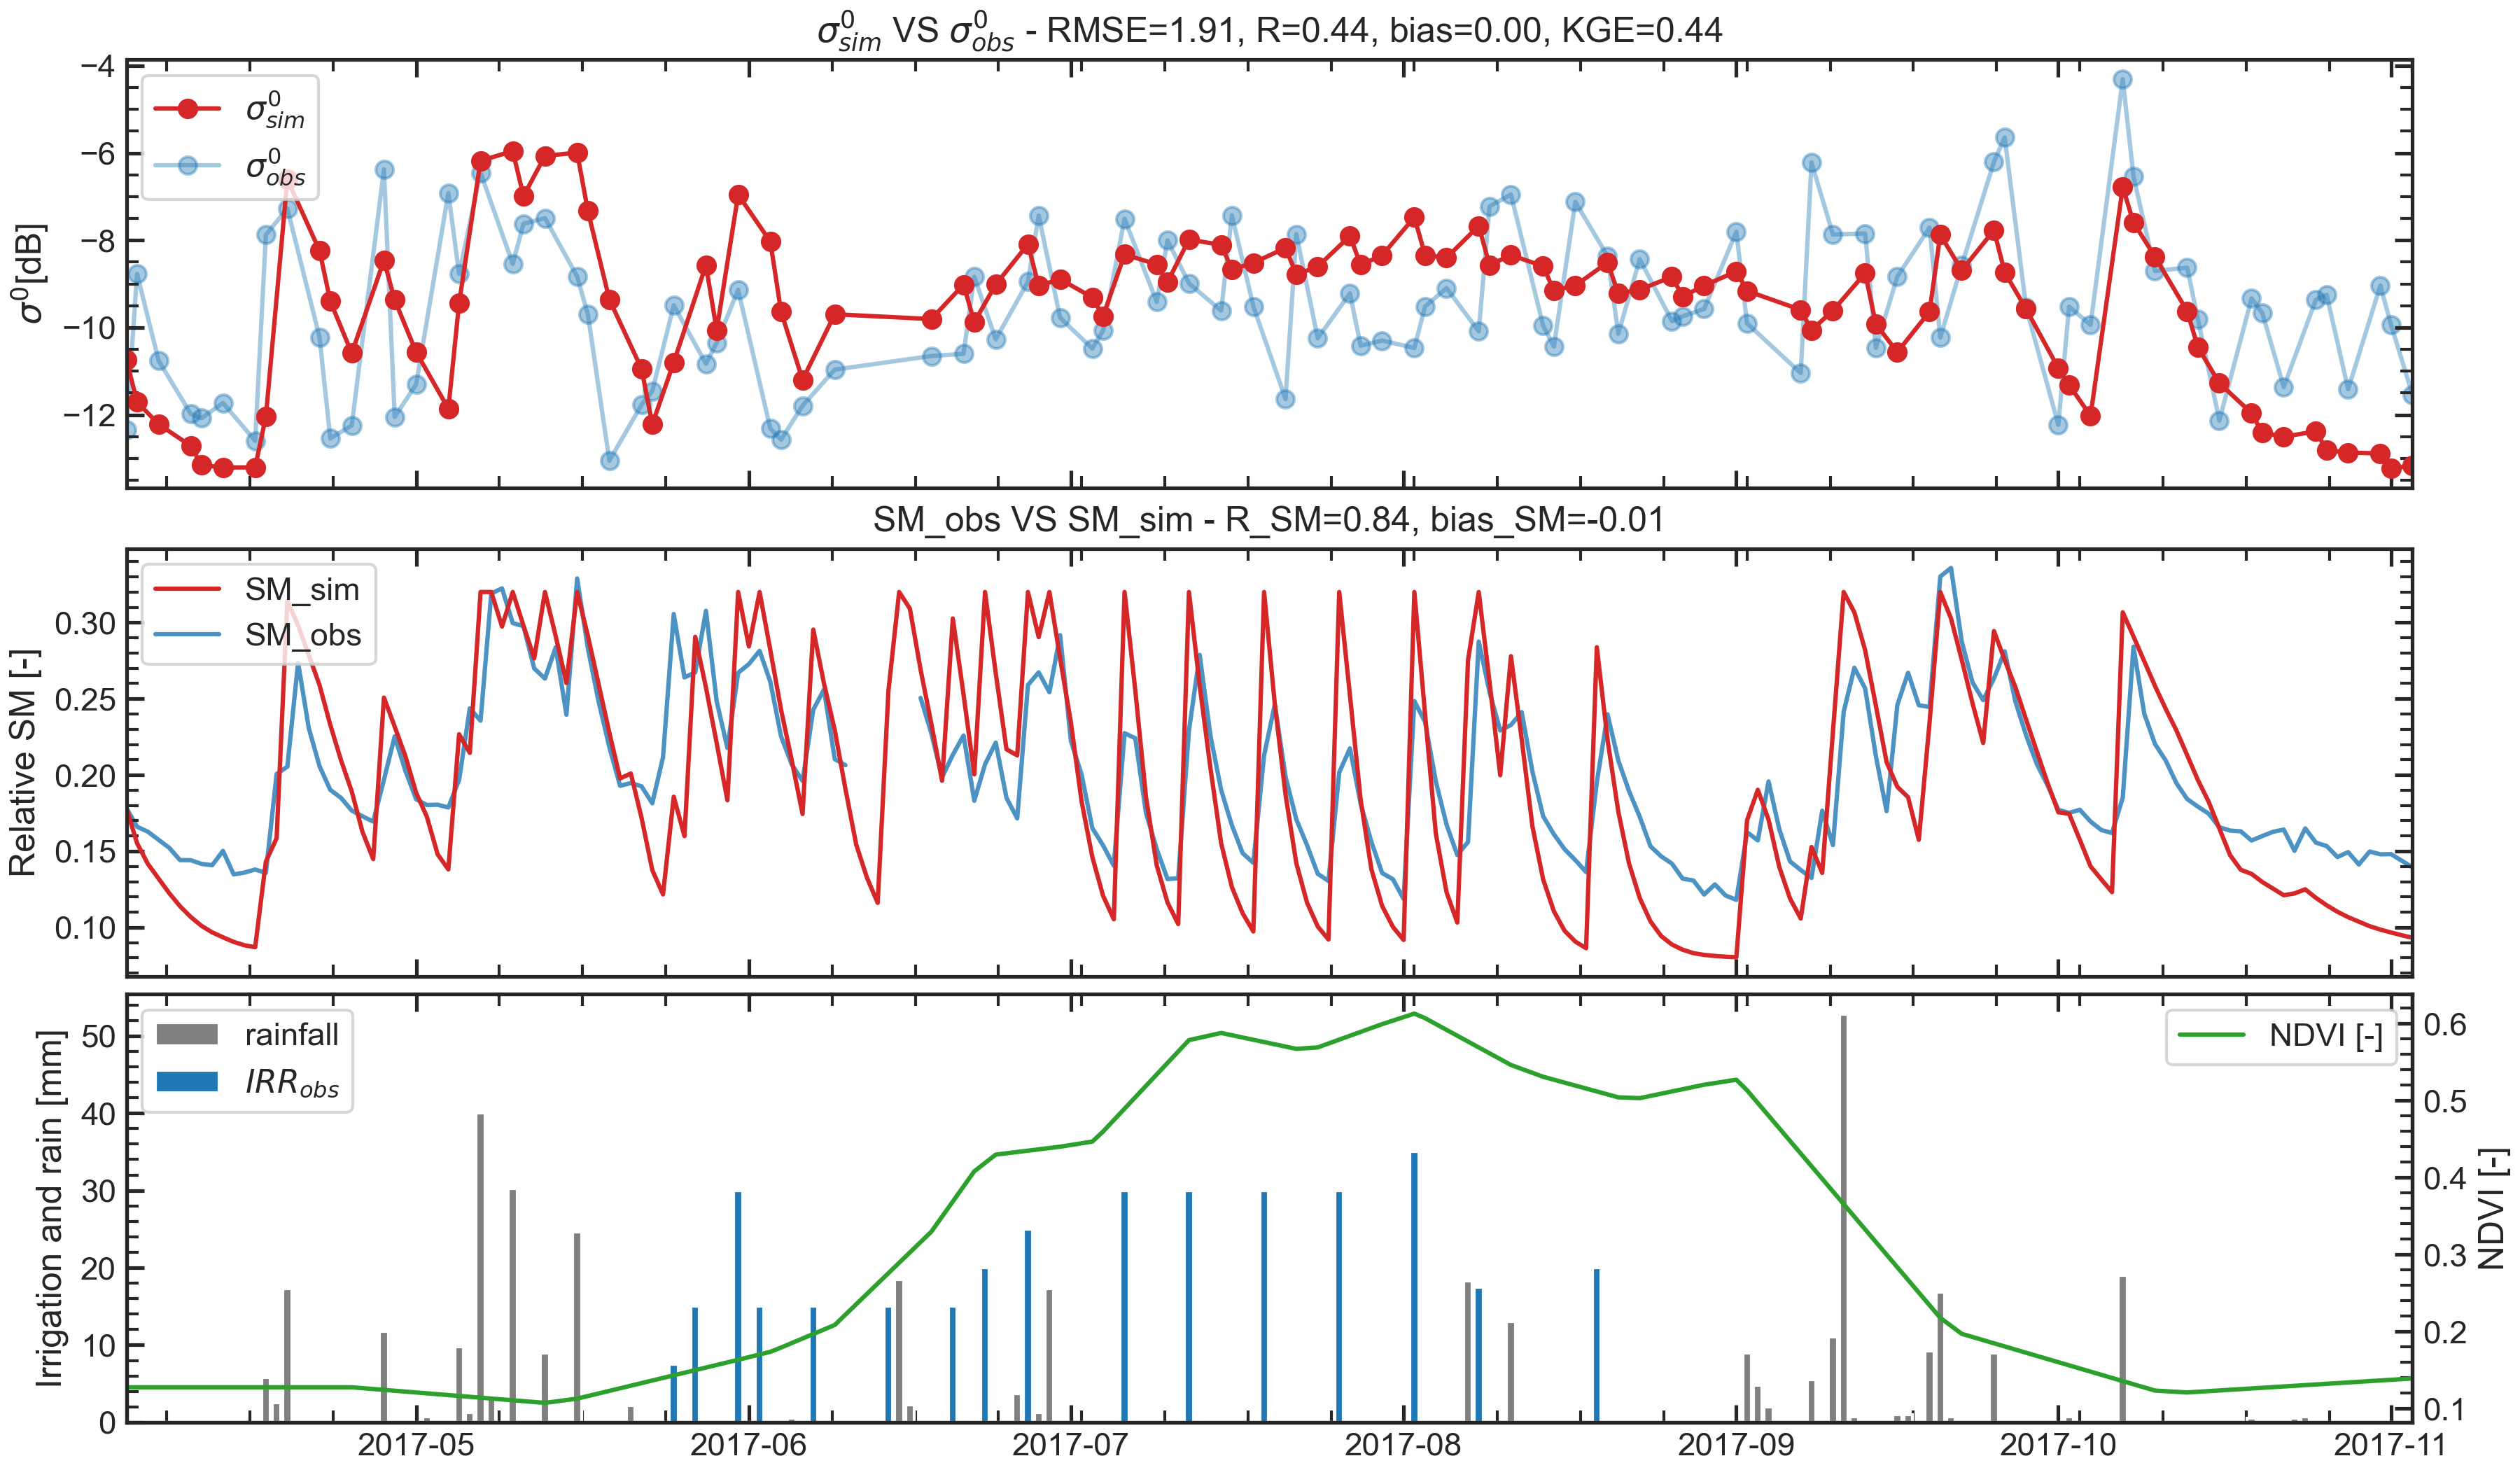 σ⁰sim VS σ⁰obs - RMSE=1.91, R=0.44, bias=0.00, KGE=0.44
σ⁰[dB]
−4
−6
−8
−10
−12
σ⁰sim
σ⁰obs
SM_obs VS SM_sim - R_SM=0.84, bias_SM=-0.01
Relative SM [-]
0.30
0.25
0.20
0.15
0.10
SM_sim
SM_obs
Irrigation and rain [mm]
50
40
30
20
10
0
rainfall
IRRobs
NDVI [-]
0.6
0.5
0.4
0.3
0.2
0.1
NDVI [-]
2017-05 2017-06 2017-07 2017-08 2017-09 2017-10 2017-11